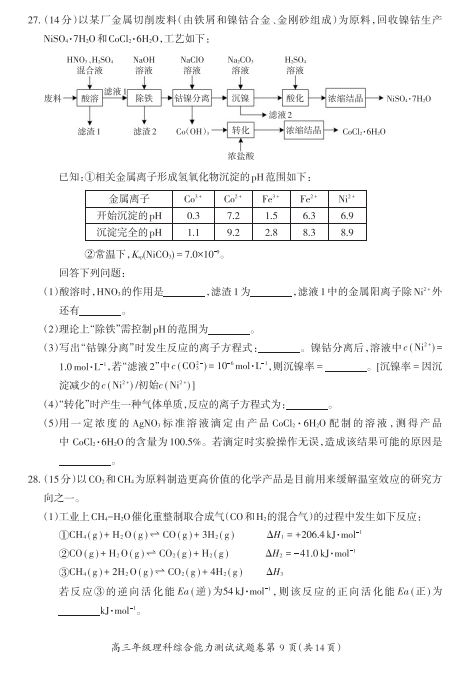 27.(14分)以某厂金属切削废料(由铁屑和镍钴合金、金刚砂组成)为原料,回收镍钴生产
NiSO₄·7H₂O和CoCl₂·6H₂O,工艺如下:
HNO₃、H₂SO₄ NaOH NaClO Na₂CO₃ H₂SO₄
混合液 溶液 溶液 溶液 溶液
废料 酸溶 滤液1 除铁 钴镍分离 沉镍 酸化 浓缩结晶 NiSO₄·7H₂O
滤液2
滤渣1 滤渣2 Co(OH)₃ 转化 浓缩结晶 CoCl₂·6H₂O
浓盐酸
已知:①相关金属离子形成氢氧化物沉淀的pH范围如下:
金属离子 Co³⁺ Co²⁺ Fe³⁺ Fe²⁺ Ni²⁺
开始沉淀的pH 0.3 7.2 1.5 6.3 6.9
沉淀完全的pH 1.1 9.2 2.8 8.3 8.9
②常温下,Ksp(NiCO₃)=7.0×10⁻⁹。
回答下列问题:
(1)酸溶时,HNO₃的作用是________,滤渣1为________,滤液1中的金属阳离子除Ni²⁺外
还有________。
(2)理论上“除铁”需控制pH的范围为________。
(3)写出“钴镍分离”时发生反应的离子方程式:________。镍钴分离后,溶液中c(Ni²⁺)=
1.0 mol·L⁻¹,若“滤液2”中c(CO₃²⁻)=10⁻⁶ mol·L⁻¹,则沉镍率=________。[沉镍率=因沉
淀减少的c(Ni²⁺)/初始c(Ni²⁺)]
(4)“转化”时产生一种气体单质,反应的离子方程式为:________。
(5)用一定浓度的AgNO₃标准溶液滴定由产品CoCl₂·6H₂O配制的溶液,测得产品
中CoCl₂·6H₂O的含量为100.5%。若滴定时实验操作无误,造成该结果可能的原因是
________。
28.(15分)以CO₂和CH₄为原料制造更高价值的化学产品是目前用来缓解温室效应的研究方
向之一。
(1)工业上CH₄-H₂O催化重整制取合成气(CO和H₂的混合气)的过程中发生如下反应:
①CH₄(g)+H₂O(g)⇌CO(g)+3H₂(g) ΔH₁=+206.4 kJ·mol⁻¹
②CO(g)+H₂O(g)⇌CO₂(g)+H₂(g) ΔH₂=-41.0 kJ·mol⁻¹
③CH₄(g)+2H₂O(g)⇌CO₂(g)+4H₂(g) ΔH₃
若反应③的逆向活化能Ea(逆)为54 kJ·mol⁻¹,则该反应的正向活化能Ea(正)为
________kJ·mol⁻¹。
高三年级理科综合能力测试试题卷第 9 页(共14页)